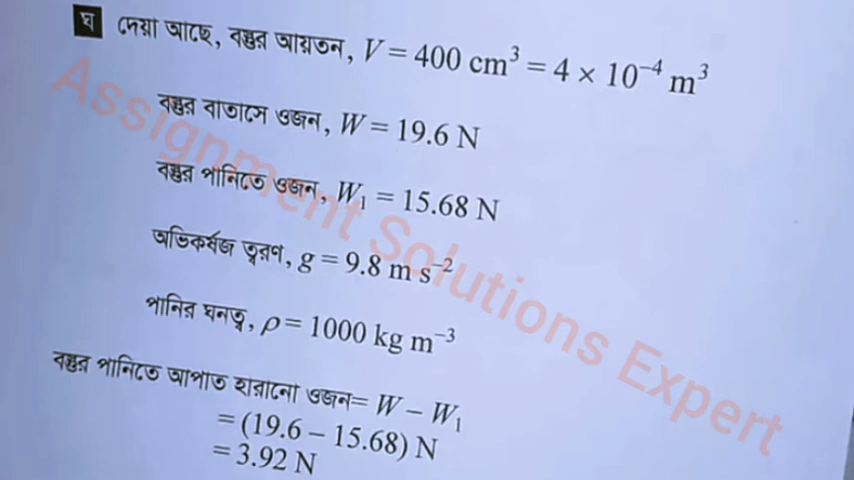 ঘ দেয়া আছে, বস্তুর আয়তন, V = 400 cm³ = 4 × 10⁻⁴ m³
বস্তুর বাতাসে ওজন, W = 19.6 N
বস্তুর পানিতে ওজন, W₁ = 15.68 N
অভিকর্ষজ ত্বরণ, g = 9.8 m s⁻²
পানির ঘনত্ব, ρ = 1000 kg m⁻³
বস্তুর পানিতে আপাত হারানো ওজন = W − W₁
= (19.6 − 15.68) N
= 3.92 N
Assignment Solutions Expert